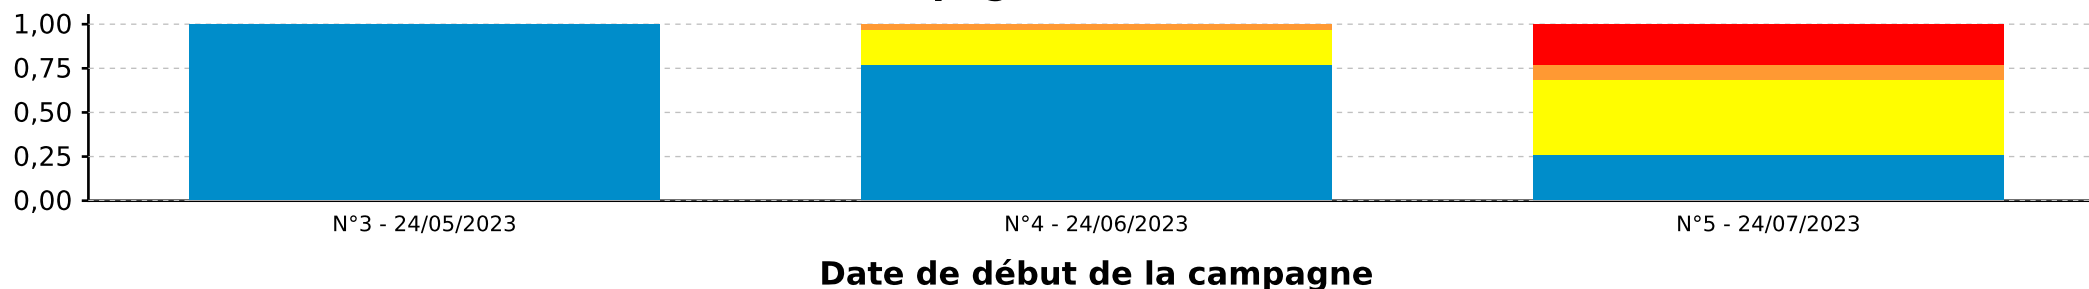 1,00
0,75
0,50
0,25
0,00
N°3 - 24/05/2023
N°4 - 24/06/2023
N°5 - 24/07/2023
Date de début de la campagne